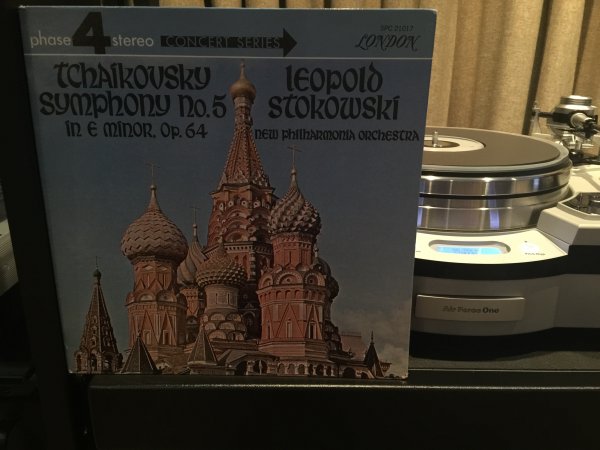 phase 4 stereo CONCERT SERIES
SPC 21017
LONDON
TCHAIKOVSKY
SYMPHONY NO. 5
IN E MINOR, OP. 64
LEOPOLD
STOKOWSKI
NEW PHILHARMONIA ORCHESTRA
Air Force One